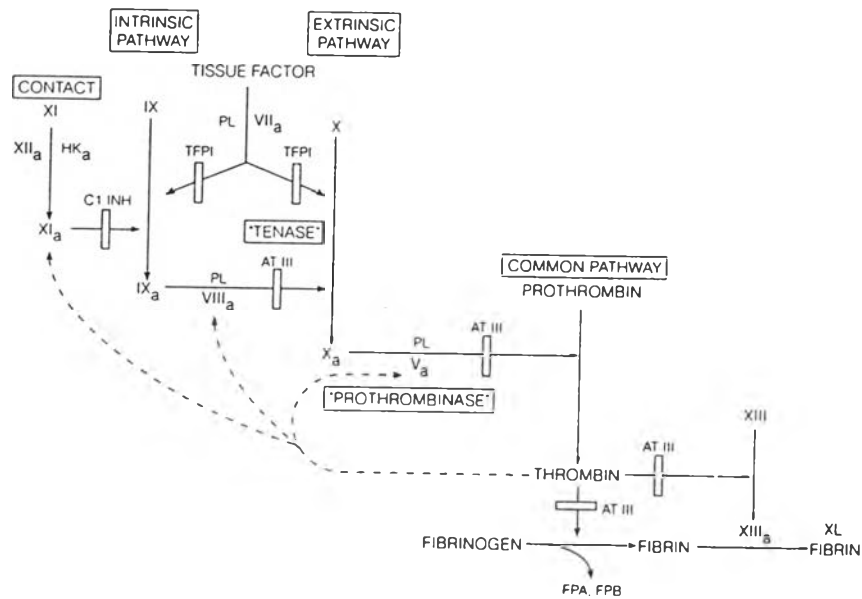 INTRINSIC
PATHWAY
EXTRINSIC
PATHWAY
TISSUE FACTOR
CONTACT
XI
IX
PL
VIIa
X
XIIa
HKa
TFPI
TFPI
C1 INH
XIa
"TENASE"
AT III
PL
IXa
VIIIa
COMMON PATHWAY
PROTHROMBIN
AT III
Xa
PL
Va
"PROTHROMBINASE"
XIII
AT III
THROMBIN
AT III
XIIIa
XL
FIBRINOGEN
FIBRIN
FIBRIN
FPA, FPB